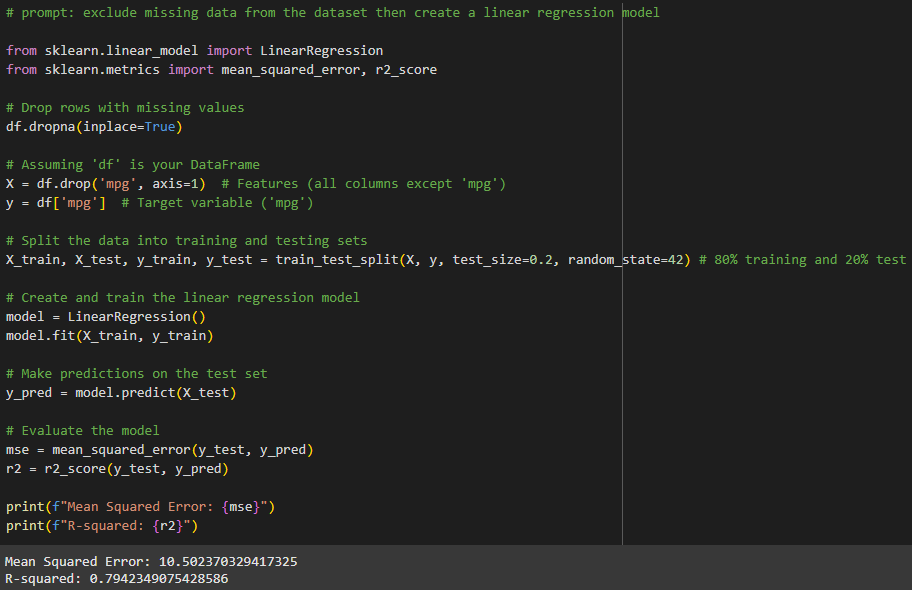 # prompt: exclude missing data from the dataset then create a linear regression model
from sklearn.linear_model import LinearRegression
from sklearn.metrics import mean_squared_error, r2_score
# Drop rows with missing values
df.dropna(inplace=True)
# Assuming 'df' is your DataFrame
X = df.drop('mpg', axis=1)  # Features (all columns except 'mpg')
y = df['mpg']  # Target variable ('mpg')
# Split the data into training and testing sets
X_train, X_test, y_train, y_test = train_test_split(X, y, test_size=0.2, random_state=42) # 80% training and 20% test
# Create and train the linear regression model
model = LinearRegression()
model.fit(X_train, y_train)
# Make predictions on the test set
y_pred = model.predict(X_test)
# Evaluate the model
mse = mean_squared_error(y_test, y_pred)
r2 = r2_score(y_test, y_pred)
print(f"Mean Squared Error: {mse}")
print(f"R-squared: {r2}")
Mean Squared Error: 10.502370329417325
R-squared: 0.7942349075428586